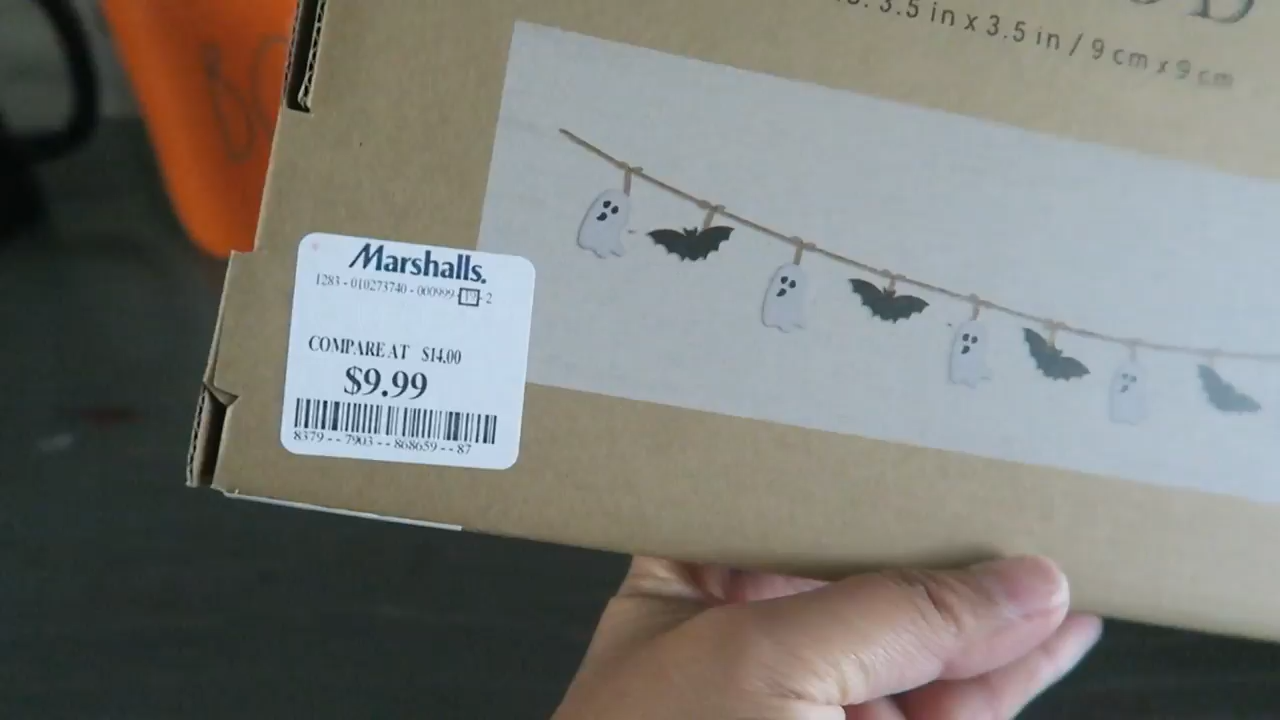 3.5 in x 3.5 in / 9 cm x 9 cm
Marshalls.
1283 - 010273740 - 000999 - 19 - 2
COMPARE AT $14.00
$9.99
8379 - - 7903 - - 868659 - - 87